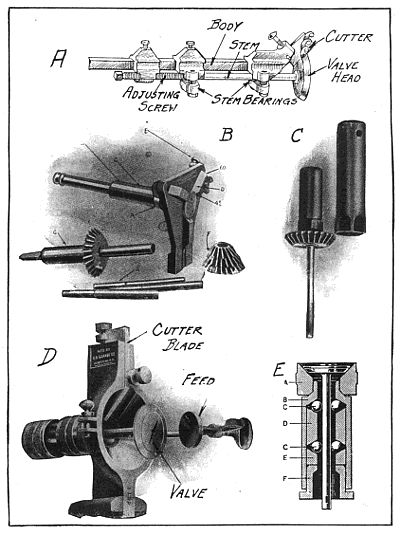 A
BODY
STEM
CUTTER
VALVE
HEAD
ADJUSTING
SCREW
STEM BEARINGS
B
C
E
D
CUTTER
BLADE
FEED
VALVE
E
A
B
C
D
C
E
F